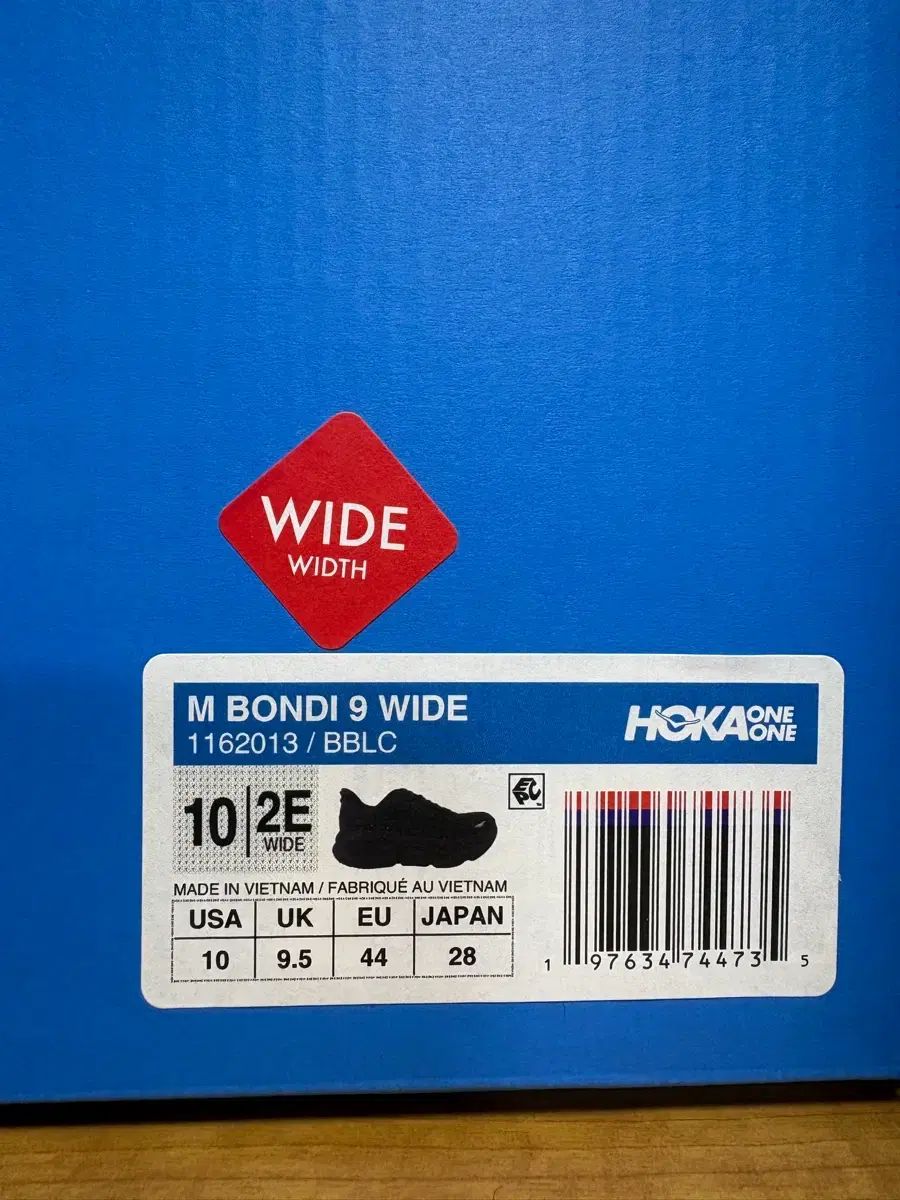 WIDE
WIDTH
M BONDI 9 WIDE
1162013 / BBLC
HOKA ONE ONE
10 2E
WIDE
EPC
MADE IN VIETNAM / FABRIQUÉ AU VIETNAM
USA UK EU JAPAN
10 9.5 44 28
1 97634 74473 5